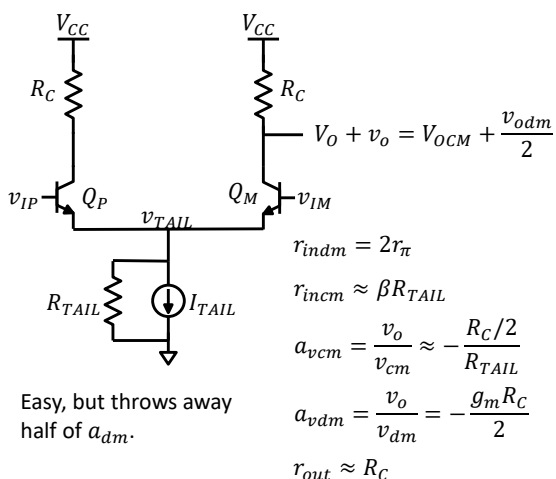 V_CC V_CC
R_C R_C
V_O + v_o = V_OCM + v_odm/2
v_IP Q_P Q_M v_IM
v_TAIL
r_indm = 2r_π
R_TAIL I_TAIL
r_incm ≈ βR_TAIL
a_vcm = v_o/v_cm ≈ − (R_C/2)/R_TAIL
Easy, but throws away
half of a_dm.
a_vdm = v_o/v_dm = − g_m R_C/2
r_out ≈ R_C